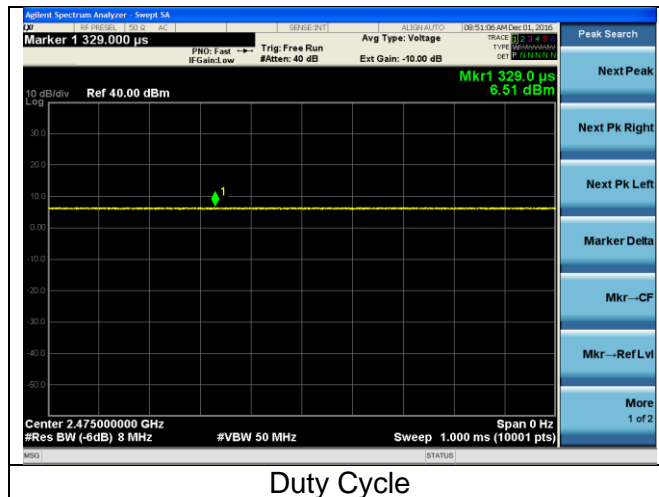 Agilent Spectrum Analyzer - Swept SA
RF PRESEL 50 Ω AC SENSE:INT ALIGN AUTO 08:51:06 AM Dec 01, 2016
Marker 1 329.000 µs
PNO: Fast
IFGain:Low
Trig: Free Run
#Atten: 40 dB
Avg Type: Voltage
Ext Gain: -10.00 dB
TRACE 1 2 3 4 5 6
TYPE
DET P N N N N N
Peak Search
Mkr1 329.0 µs
6.51 dBm
10 dB/div Ref 40.00 dBm
Log
30.0
20.0
10.0
0.00
-10.0
-20.0
-30.0
-40.0
-50.0
1
Next Peak
Next Pk Right
Next Pk Left
Marker Delta
Mkr→CF
Mkr→Ref Lvl
More
1 of 2
Center 2.475000000 GHz Span 0 Hz
#Res BW (-6dB) 8 MHz #VBW 50 MHz Sweep 1.000 ms (10001 pts)
MSG STATUS
Duty Cycle